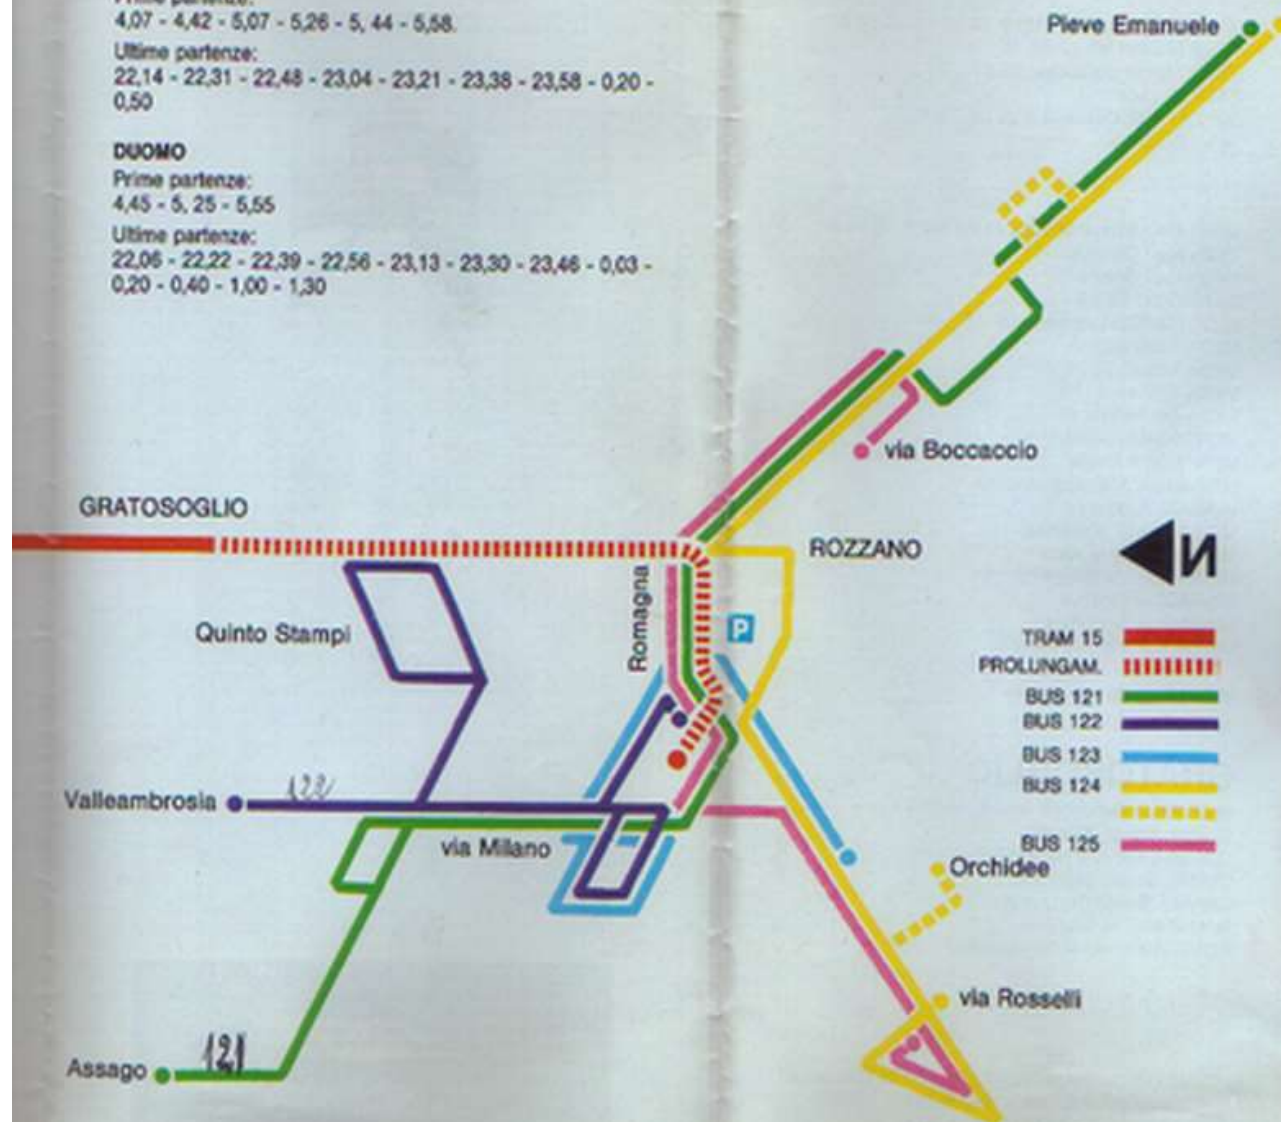 Prime partenze:
4,07 - 4,42 - 5,07 - 5,26 - 5, 44 - 5,58.
Ultime partenze:
22,14 - 22,31 - 22,48 - 23,04 - 23,21 - 23,38 - 23,58 - 0,20 -
0,50
DUOMO
Prime partenze:
4,45 - 5, 25 - 5,55
Ultime partenze:
22,06 - 22,22 - 22,39 - 22,56 - 23,13 - 23,30 - 23,46 - 0,03 -
0,20 - 0,40 - 1,00 - 1,30
Pieve Emanuele
via Boccaccio
GRATOSOGLIO
ROZZANO
Romagna
P
N
Quinto Stampi
TRAM 15
PROLUNGAM.
BUS 121
BUS 122
BUS 123
BUS 124
BUS 125
Valleambrosia
122
via Milano
Orchidee
via Rosselli
Assago
121